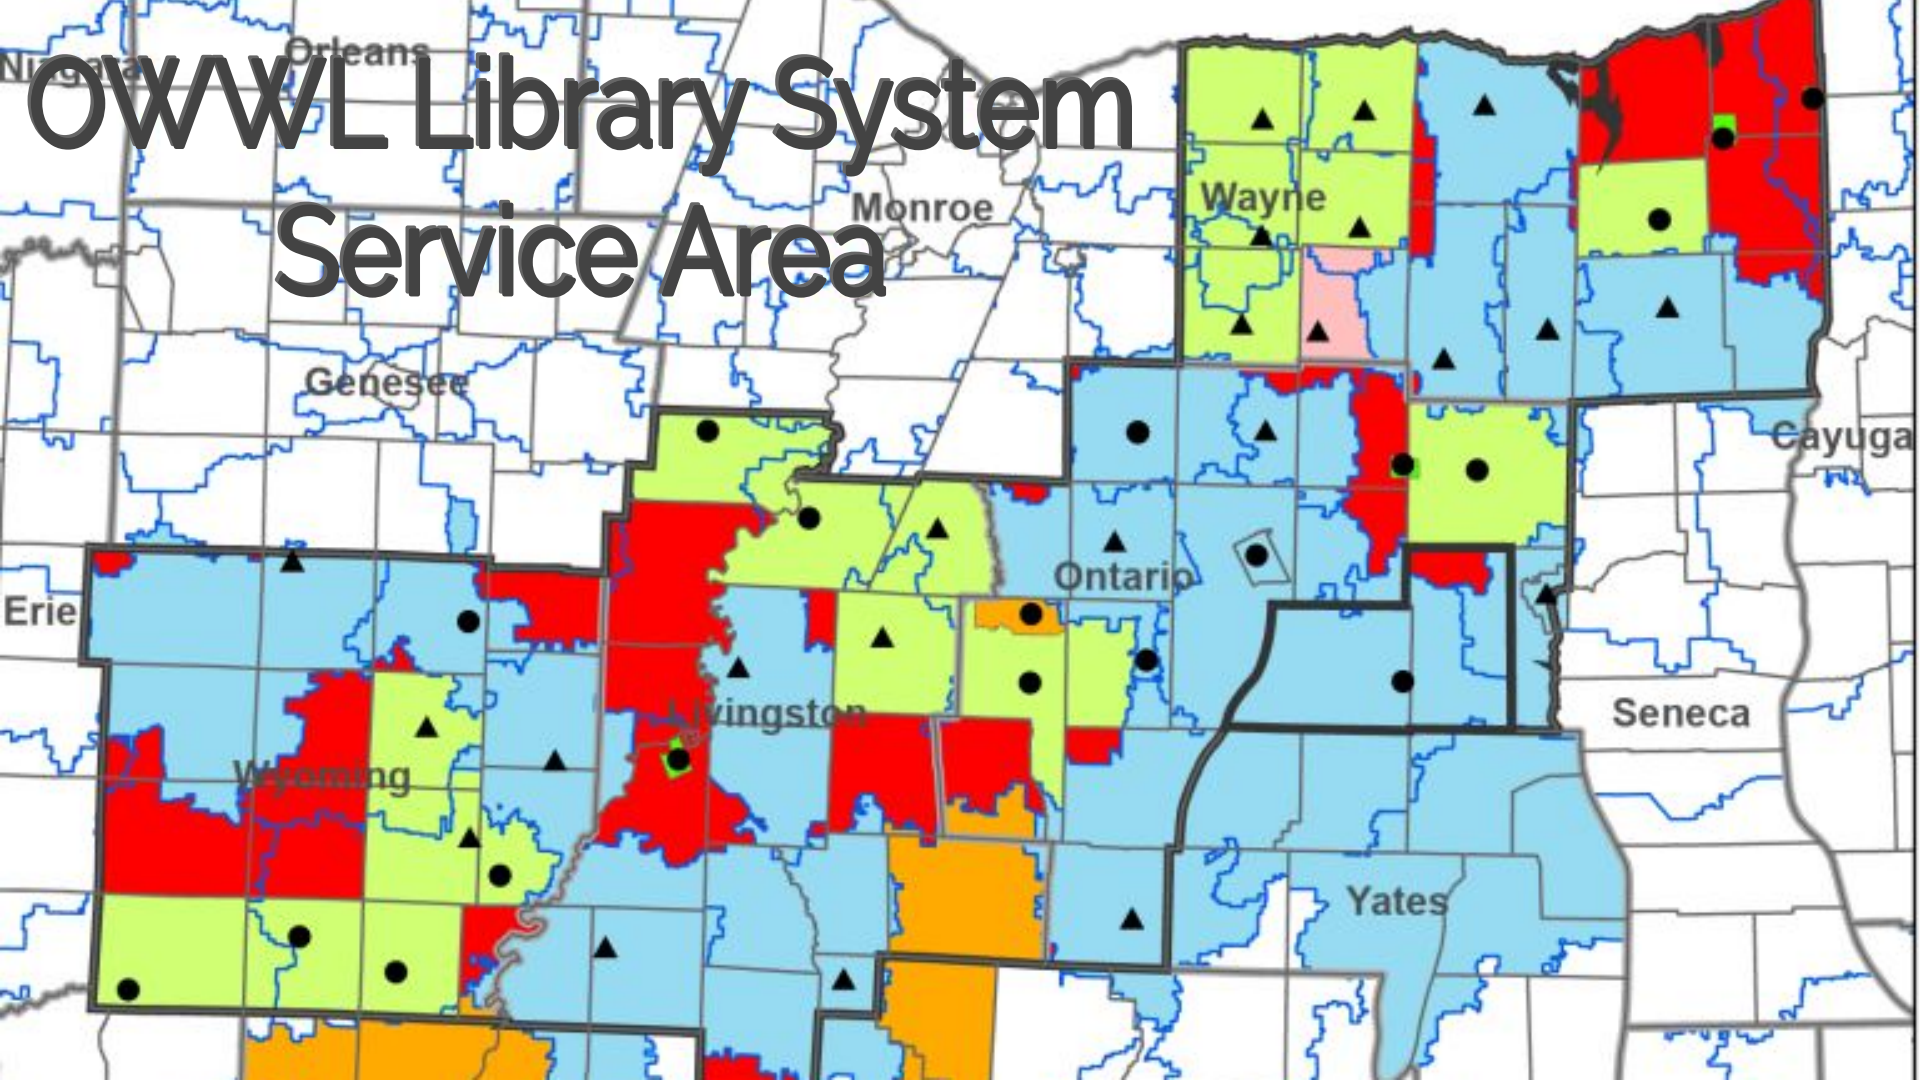 OWWL Library System
Service Area
Niagara
Orleans
Monroe
Wayne
Genesee
Cayuga
Ontario
Erie
Livingston
Seneca
Wyoming
Yates